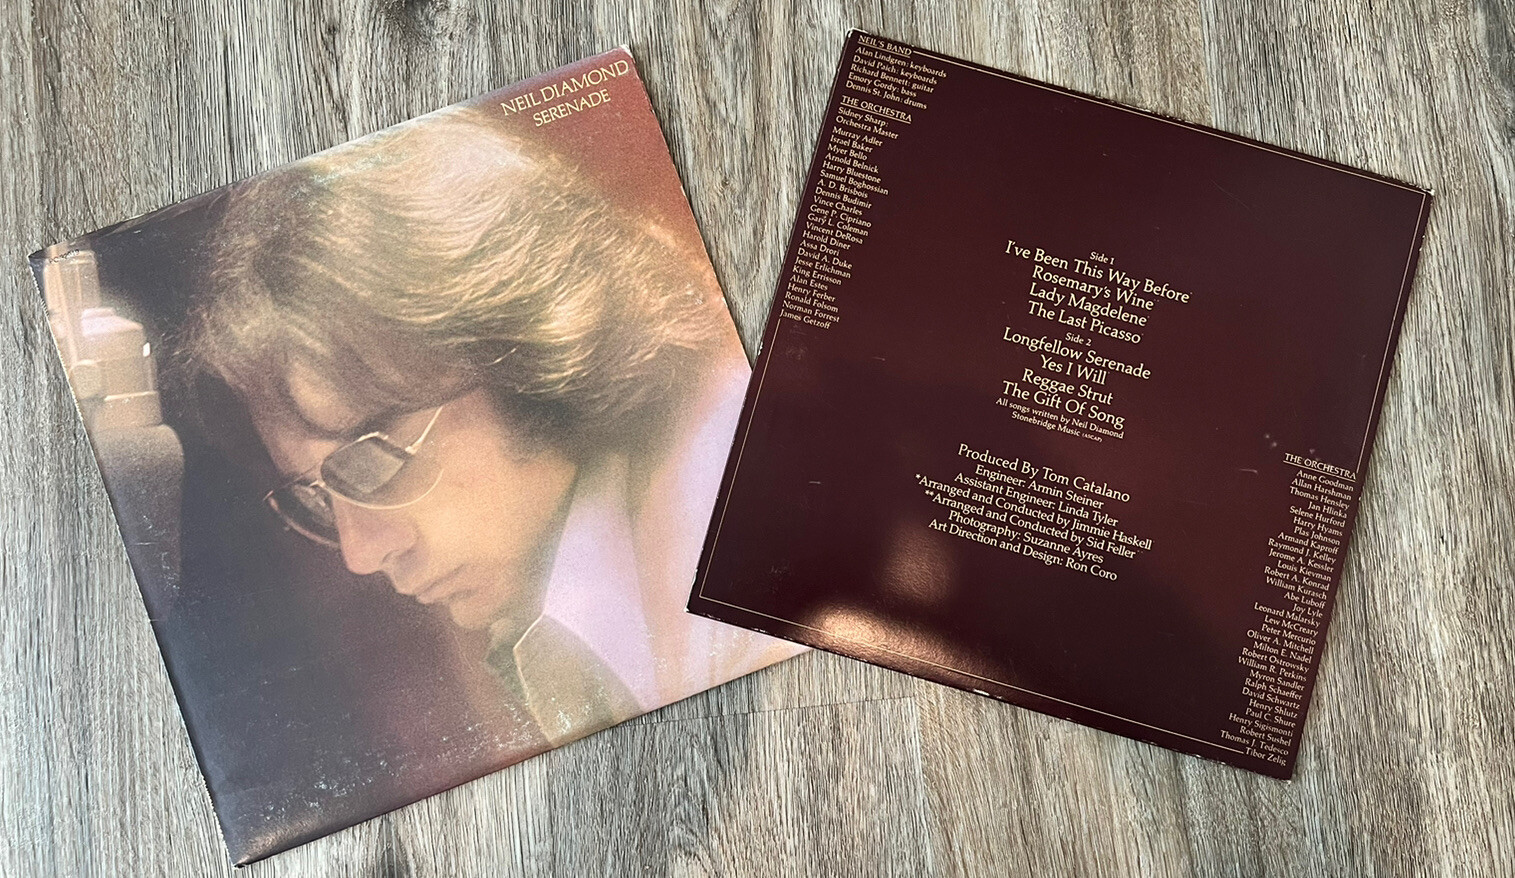 NEIL DIAMOND
SERENADE
NEIL'S BAND
Alan Lindgren: keyboards
David Paich: keyboards
Richard Bennett: guitar
Emory Gordy: bass
Dennis St. John: drums
THE ORCHESTRA
Sidney Sharp:
Orchestra Master
Murray Adler
Israel Baker
Myer Bello
Arnold Belnick
Harry Bluestone
Samuel Boghossian
A. D. Brisbois
Dennis Budimir
Vince Charles
Gene P. Cipriano
Gary L. Coleman
Vincent DeRosa
Harold Diner
Assa Drori
David A. Duke
Jesse Erlichman
King Errisson
Alan Estes
Henry Ferber
Ronald Folsom
Norman Forrest
James Getzoff
Side 1
I've Been This Way Before
Rosemary's Wine
Lady Magdelene
The Last Picasso
Side 2
Longfellow Serenade
Yes I Will
Reggae Strut
The Gift Of Song
All songs written by Neil Diamond
Stonebridge Music (ASCAP)
Produced By Tom Catalano
Engineer: Armin Steiner
Assistant Engineer: Linda Tyler
*Arranged and Conducted by Jimmie Haskell
**Arranged and Conducted by Sid Feller
Photography: Suzanne Ayres
Art Direction and Design: Ron Coro
THE ORCHESTRA
Anne Goodman
Allan Harshman
Thomas Hensley
Jan Hlinka
Selene Hurford
Harry Hyams
Plas Johnson
Armand Kaproff
Raymond J. Kelley
Jerome A. Kessler
Louis Kievman
Robert A. Konrad
William Kurasch
Abe Luboff
Joy Lyle
Leonard Malarsky
Lew McCreary
Peter Mercurio
Oliver A. Mitchell
Milton E. Nadel
Robert Ostrowsky
William R. Perkins
Myron Sandler
Ralph Schaeffer
David Schwartz
Henry Shlutz
Paul C. Shure
Henry Sigismonti
Robert Sushel
Thomas J. Tedesco
Tibor Zelig